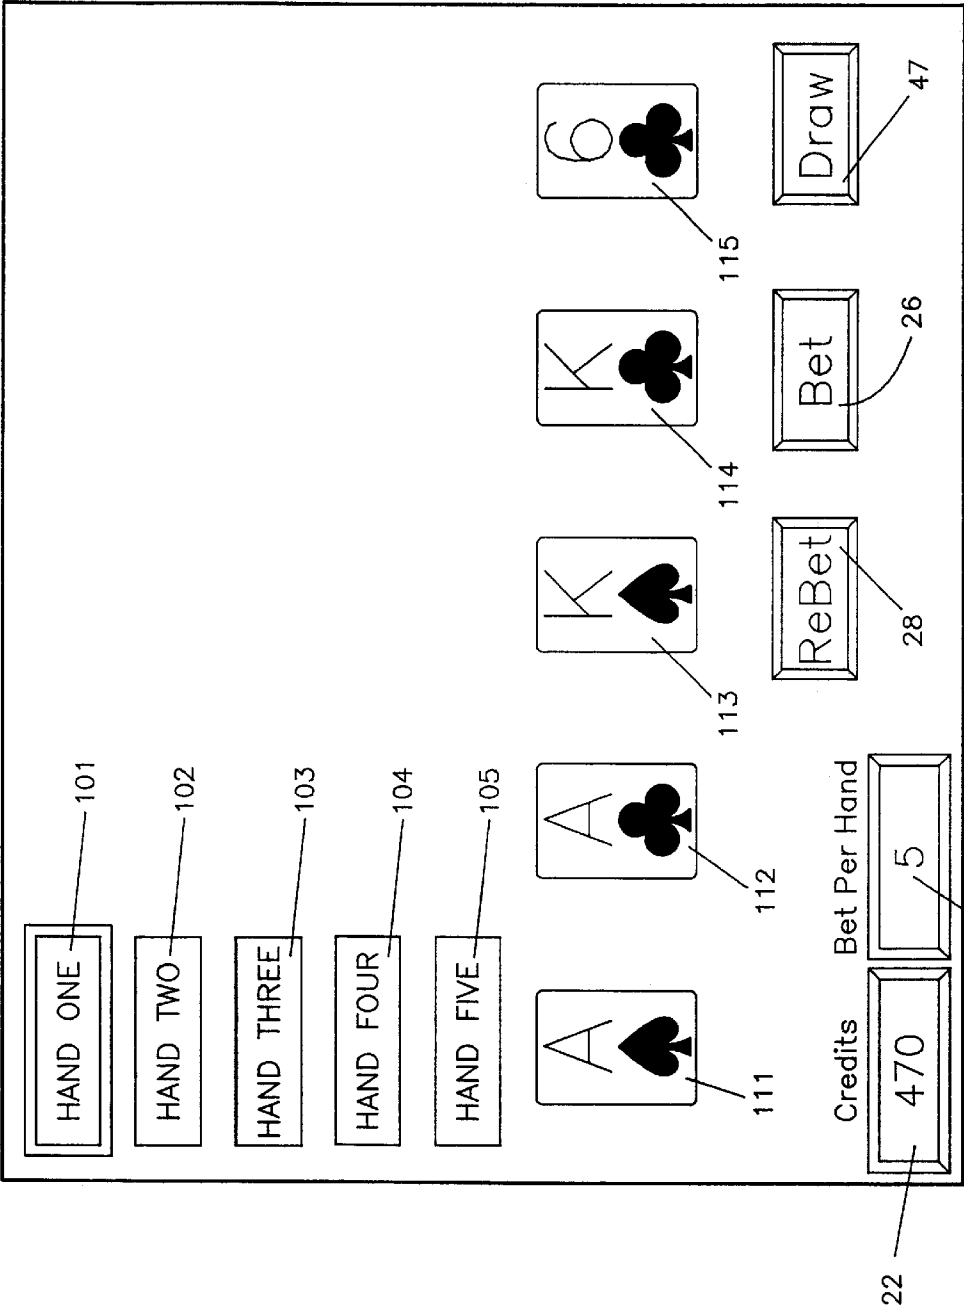 HAND ONE
101
HAND TWO
102
HAND THREE
103
HAND FOUR
104
HAND FIVE
105
A
A
K
K
6
111
112
113
114
115
Credits
Bet Per Hand
470
5
ReBet
Bet
Draw
22
28
26
47